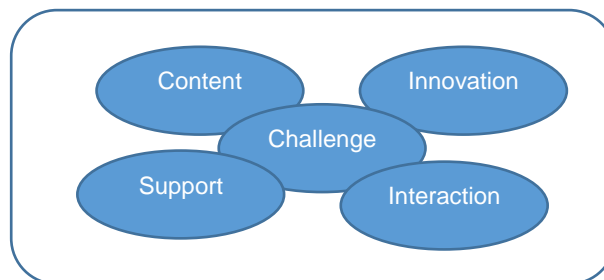 Content
Innovation
Challenge
Support
Interaction